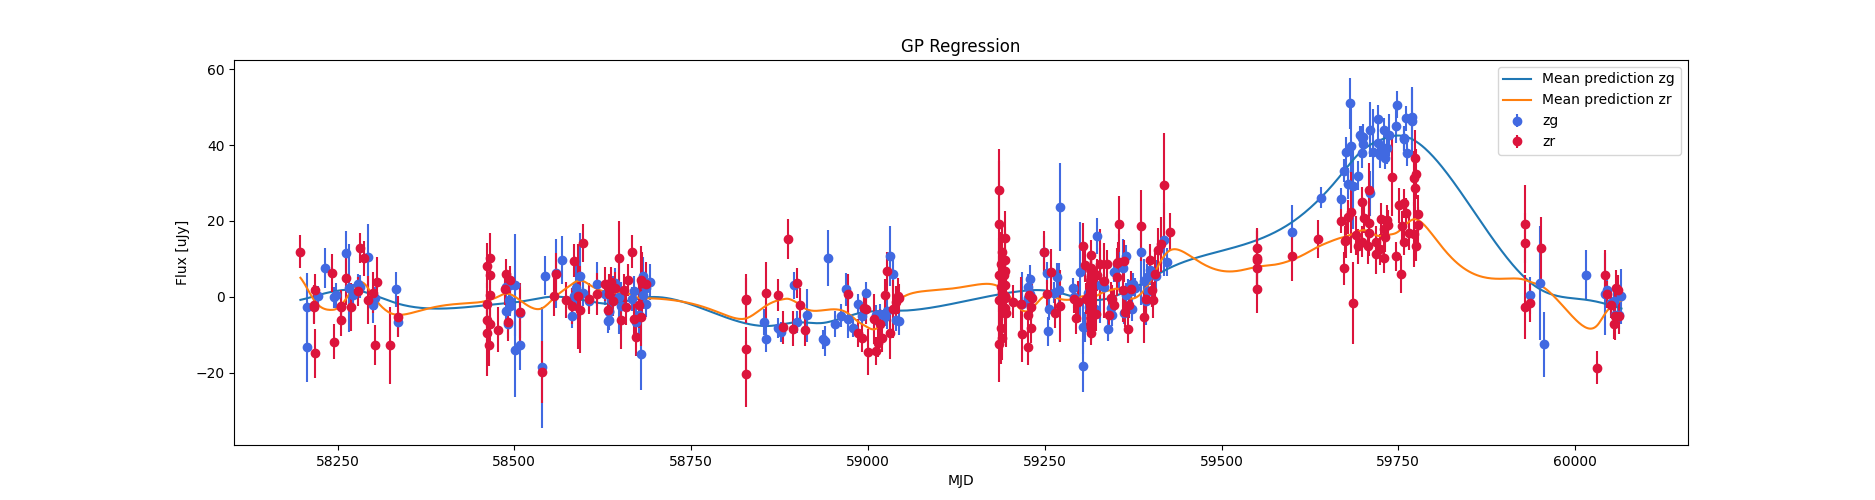 GP Regression
60
40
20
0
−20
Flux [uJy]
Mean prediction zg
Mean prediction zr
zg
zr
58250 58500 58750 59000 59250 59500 59750 60000
MJD